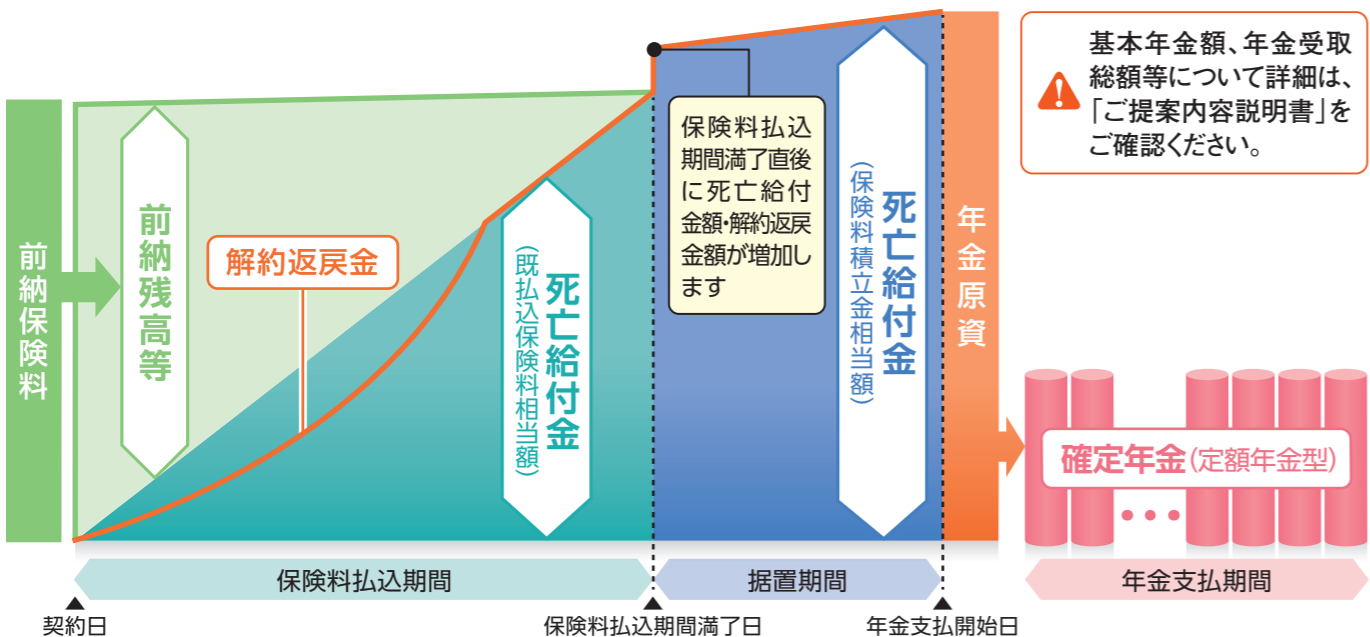 前納保険料
前納残高等
解約返戻金
死亡給付金
(既払込保険料相当額)
保険料払込
期間満了直後
に死亡給付
金額・解約返戻
金額が増加し
ます
死亡給付金
(保険料積立金相当額)
年金原資
基本年金額、年金受取
総額等について詳細は、
「ご提案内容説明書」を
ご確認ください。
確定年金(定額年金型)
保険料払込期間
据置期間
年金支払期間
契約日
保険料払込期間満了日
年金支払開始日